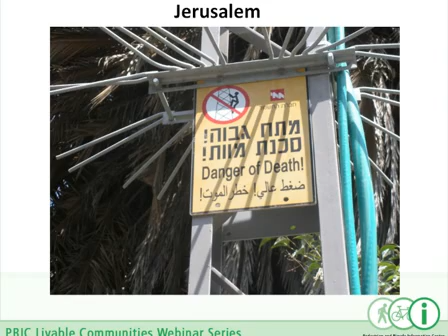 Jerusalem
מתח גבוה!
סכנת מוות!
Danger of Death!
ضغط عالي! خطر الموت!
PBIC Livable Communities Webinar Series